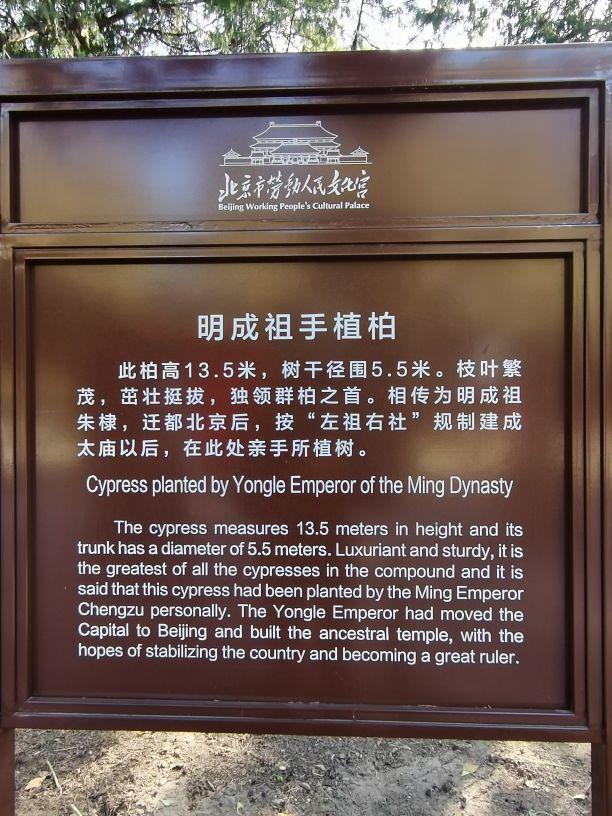 北京市劳动人民文化宫
Beijing Working People's Cultural Palace
明成祖手植柏
此柏高13.5米，树干径围5.5米。枝叶繁
茂，茁壮挺拔，独领群柏之首。相传为明成祖
朱棣，迁都北京后，按“左祖右社”规制建成
太庙以后，在此处亲手所植树。
Cypress planted by Yongle Emperor of the Ming Dynasty
The cypress measures 13.5 meters in height and its
trunk has a diameter of 5.5 meters. Luxuriant and sturdy, it is
the greatest of all the cypresses in the compound and it is
said that this cypress had been planted by the Ming Emperor
Chengzu personally. The Yongle Emperor had moved the
Capital to Beijing and built the ancestral temple, with the
hopes of stabilizing the country and becoming a great ruler.